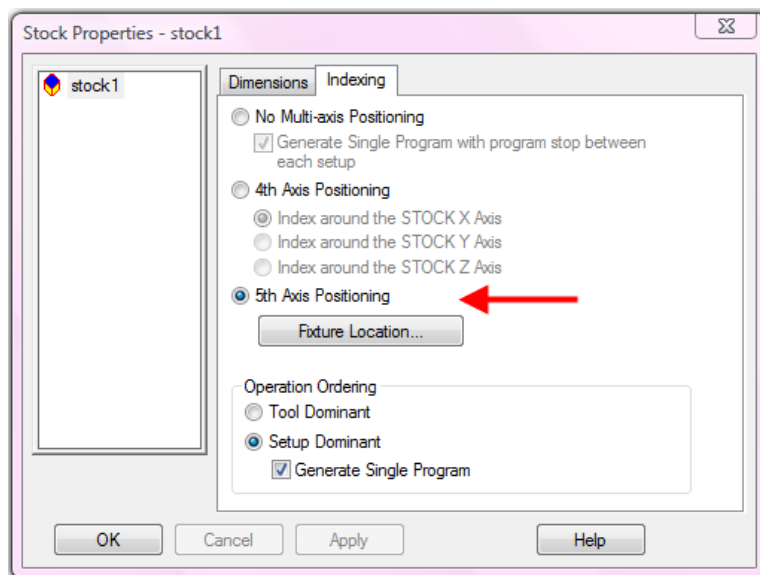 Stock Properties - stock1
stock1
Dimensions
Indexing
No Multi-axis Positioning
Generate Single Program with program stop between
each setup
4th Axis Positioning
Index around the STOCK X Axis
Index around the STOCK Y Axis
Index around the STOCK Z Axis
5th Axis Positioning
Fixture Location...
Operation Ordering
Tool Dominant
Setup Dominant
Generate Single Program
OK
Cancel
Apply
Help